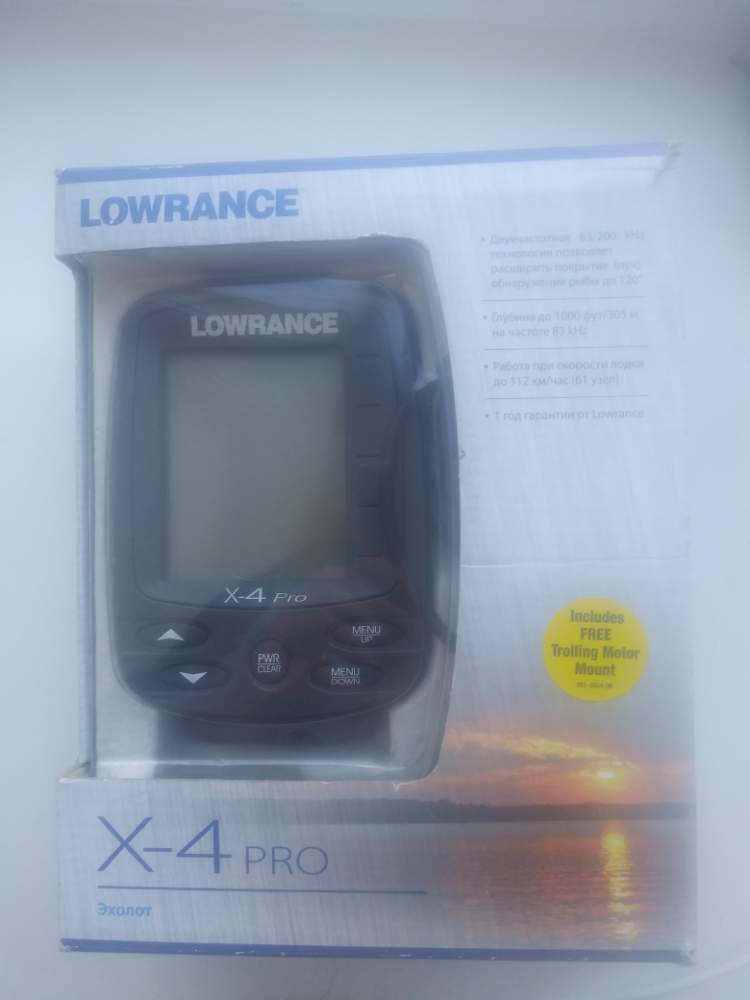 LOWRANCE
• Двухчастотная 83/200 kHz
технология позволяет
расширить покрытие (луч)
обнаружения рыбы до 120°
• Глубина до 1000 фут/305 м
на частоте 83 kHz
• Работа при скорости лодки
до 112 км/час (61 узел)
• 1 год гарантии от Lowrance
LOWRANCE
X-4 Pro
MENU
UP
PWR
CLEAR
MENU
DOWN
Includes
FREE
Trolling Motor
Mount
X-4 PRO
Эхолот